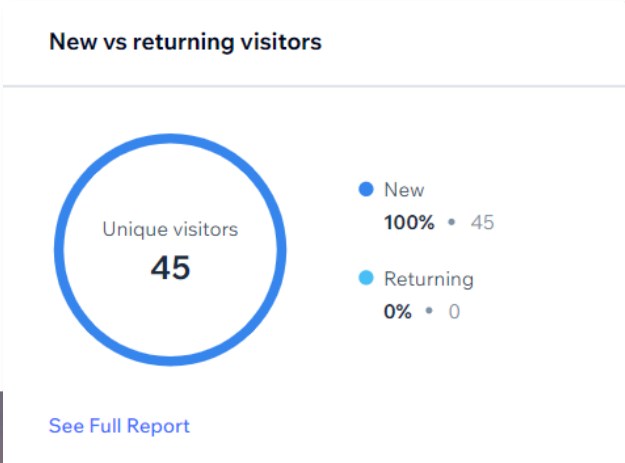 New vs returning visitors
Unique visitors
45
New
100% • 45
Returning
0% • 0
See Full Report